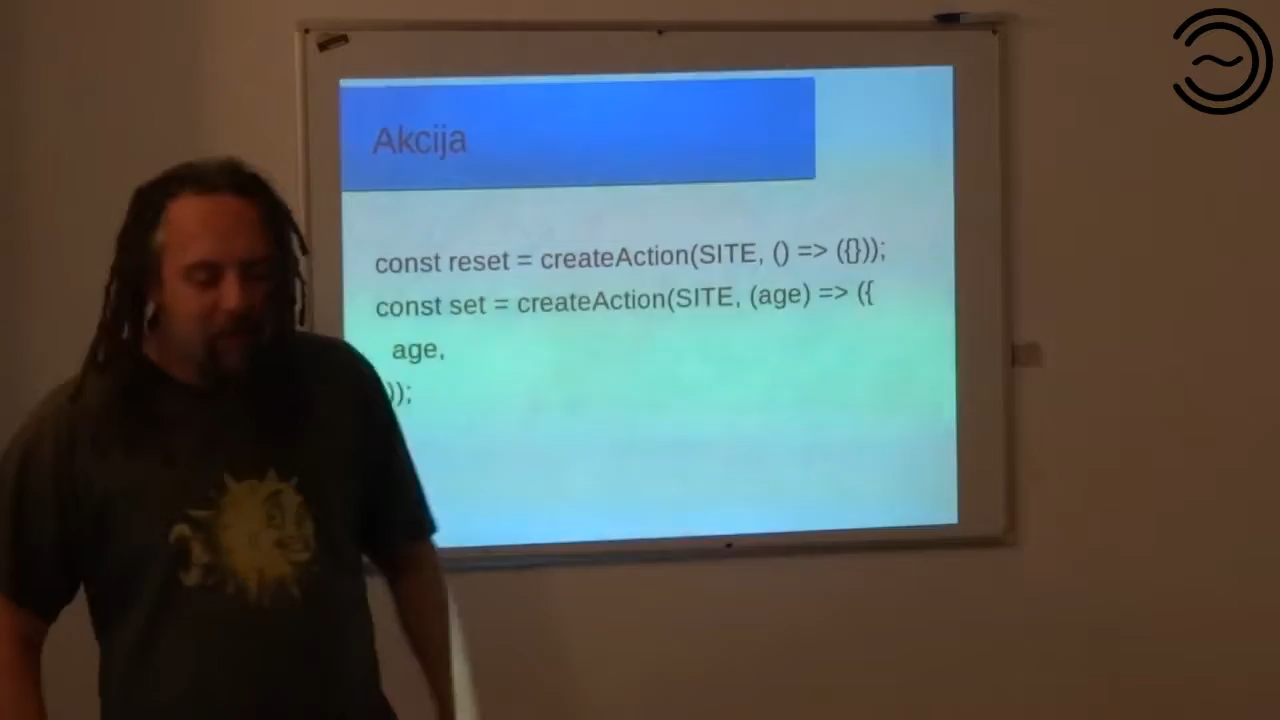 Akcija
const reset = createAction(SITE, () => ({}));
const set = createAction(SITE, (age) => ({
age,
));